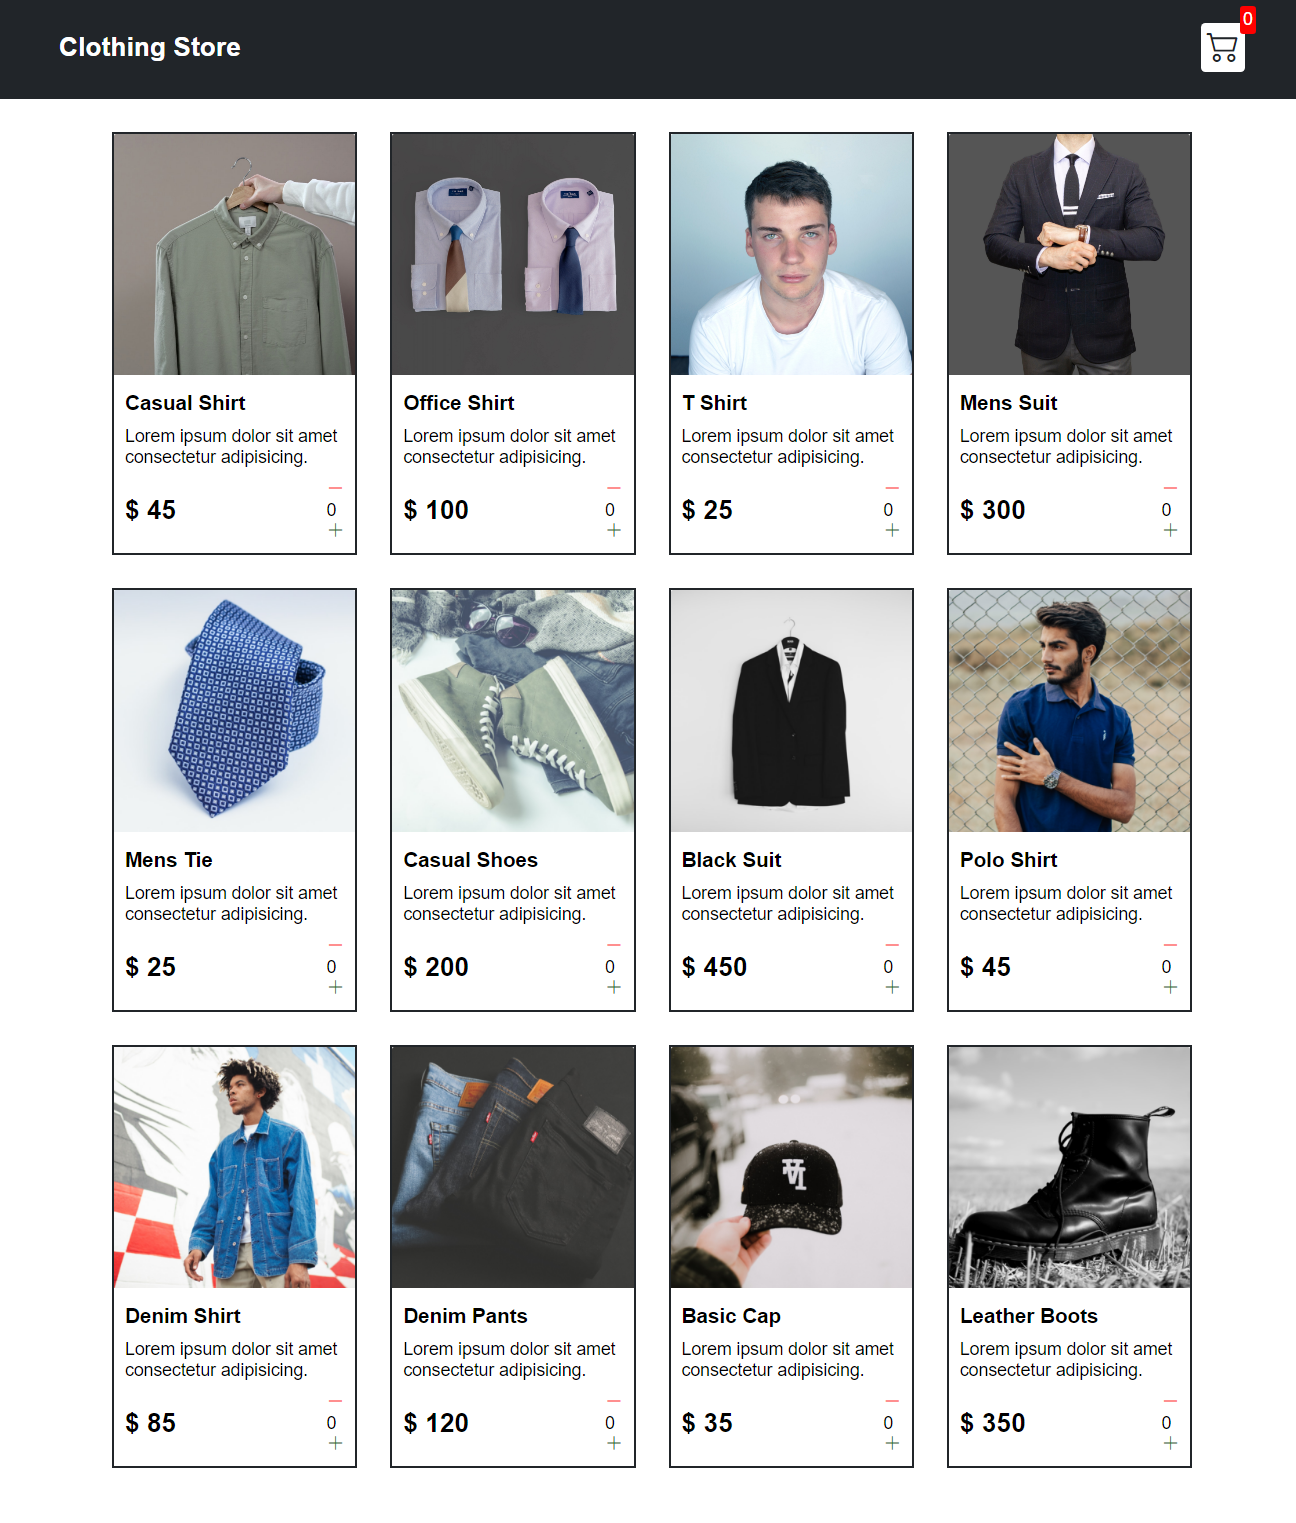 Clothing Store
0
Casual Shirt
Lorem ipsum dolor sit amet
consectetur adipisicing.
$ 45
0
Office Shirt
Lorem ipsum dolor sit amet
consectetur adipisicing.
$ 100
0
T Shirt
Lorem ipsum dolor sit amet
consectetur adipisicing.
$ 25
0
Mens Suit
Lorem ipsum dolor sit amet
consectetur adipisicing.
$ 300
0
Mens Tie
Lorem ipsum dolor sit amet
consectetur adipisicing.
$ 25
0
Casual Shoes
Lorem ipsum dolor sit amet
consectetur adipisicing.
$ 200
0
Black Suit
Lorem ipsum dolor sit amet
consectetur adipisicing.
$ 450
0
Polo Shirt
Lorem ipsum dolor sit amet
consectetur adipisicing.
$ 45
0
Denim Shirt
Lorem ipsum dolor sit amet
consectetur adipisicing.
$ 85
0
Denim Pants
Lorem ipsum dolor sit amet
consectetur adipisicing.
$ 120
0
Basic Cap
Lorem ipsum dolor sit amet
consectetur adipisicing.
$ 35
0
Leather Boots
Lorem ipsum dolor sit amet
consectetur adipisicing.
$ 350
0